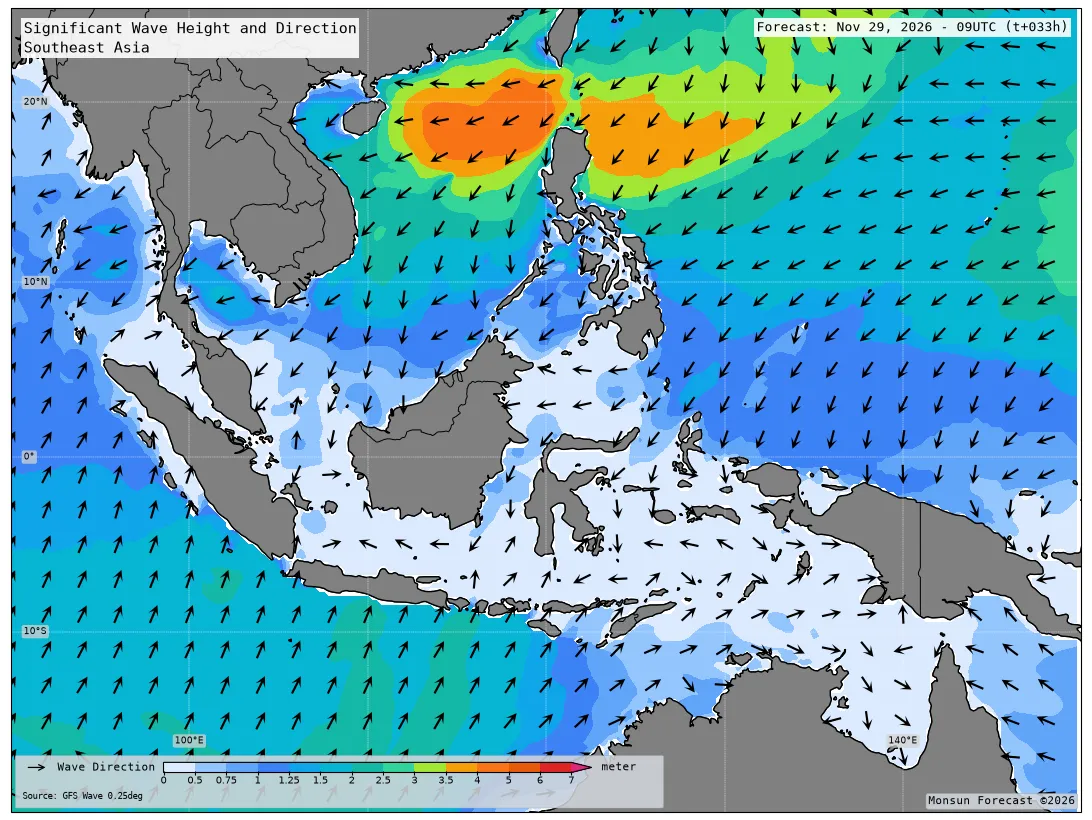 Significant Wave Height and Direction
Southeast Asia
Forecast: Nov 29, 2026 - 09UTC (t+033h)
20°N
10°N
0°
10°S
100°E
140°E
Wave Direction
meter
0 0.5 0.75 1 1.25 1.5 2 2.5 3 3.5 4 5 6 7
Source: GFS Wave 0.25deg
Monsun Forecast ©2026